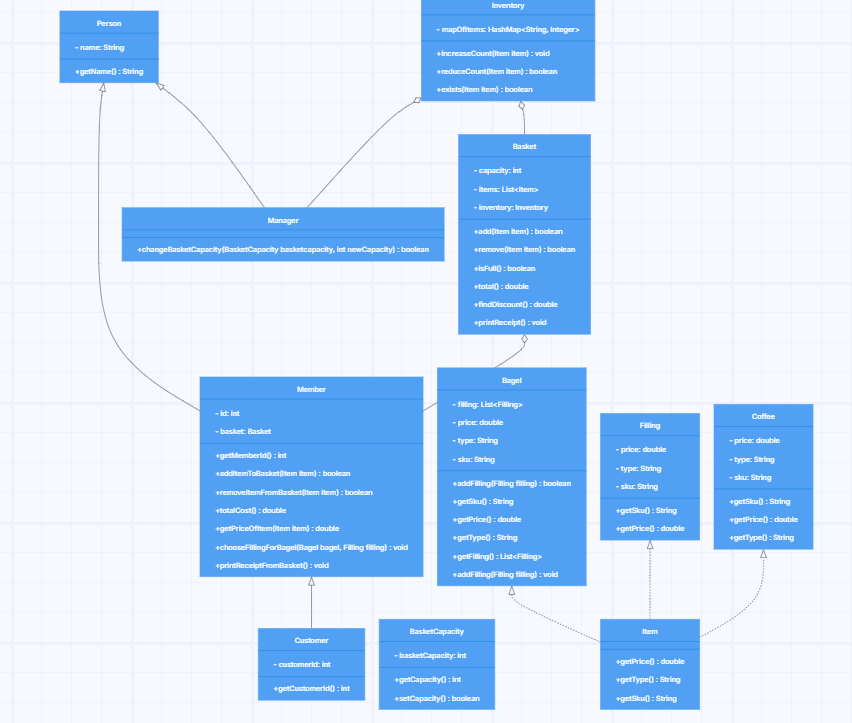 Person
- name: String
+getName() : String
Inventory
- mapOfItems: HashMap<String, Integer>
+increaseCount(Item item) : void
+reduceCount(Item item) : boolean
+exists(Item item) : boolean
Basket
- capacity: int
- items: List<Item>
- inventory: Inventory
+add(Item item) : boolean
+remove(Item item) : boolean
+isFull() : boolean
+total() : double
+findDiscount() : double
+printReceipt() : void
Manager
+changeBasketCapacity(BasketCapacity basketcapacity, int newCapacity) : boolean
Member
- id: int
- basket: Basket
+getMemberId() : int
+addItemToBasket(Item item) : boolean
+removeItemFromBasket(Item item) : boolean
+totalCost() : double
+getPriceOfItem(Item item) : double
+chooseFillingForBagel(Bagel bagel, Filling filling) : void
+printReceiptFromBasket() : void
Bagel
- filling: List<Filling>
- price: double
- type: String
- sku: String
+addFilling(Filling filling) : boolean
+getSku() : String
+getPrice() : double
+getType() : String
+getFilling() : List<Filling>
+addFilling(Filling filling) : void
Filling
- price: double
- type: String
- sku: String
+getSku() : String
+getPrice() : double
Coffee
- price: double
- type: String
- sku: String
+getSku() : String
+getPrice() : double
+getType() : String
Customer
- customerId: int
+getCustomerId() : int
BasketCapacity
- basketCapacity: int
+getCapacity() : int
+setCapacity() : boolean
Item
+getPrice() : double
+getType() : String
+getSku() : String